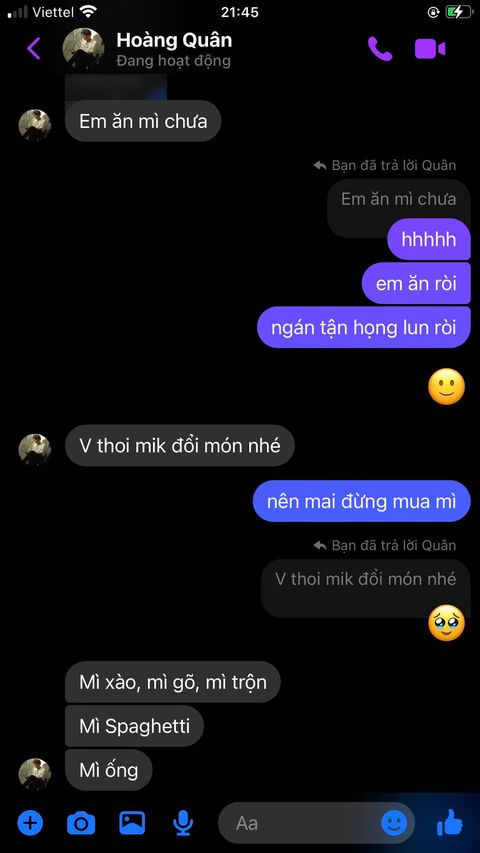 Viettel 21:45
Hoàng Quân
Đang hoạt động
Em ăn mì chưa
Bạn đã trả lời Quân
Em ăn mì chưa
hhhhh
em ăn ròi
ngán tận họng lun ròi
V thoi mik đổi món nhé
nên mai đừng mua mì
Bạn đã trả lời Quân
V thoi mik đổi món nhé
Mì xào, mì gõ, mì trộn
Mì Spaghetti
Mì ống
Aa